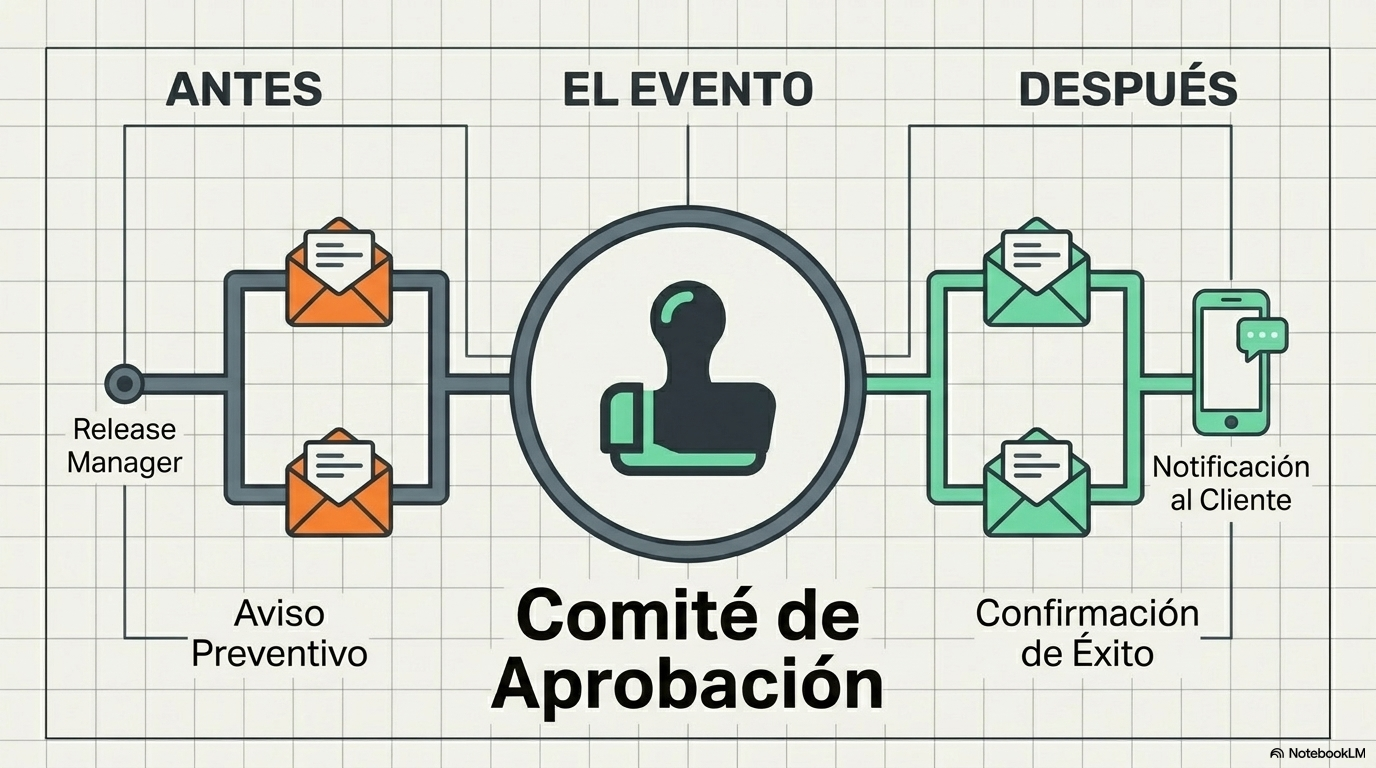 ANTES
EL EVENTO
DESPUÉS
Release
Manager
Notificación
al Cliente
Aviso
Preventivo
Comité de
Aprobación
Confirmación
de Éxito
NotebookLM